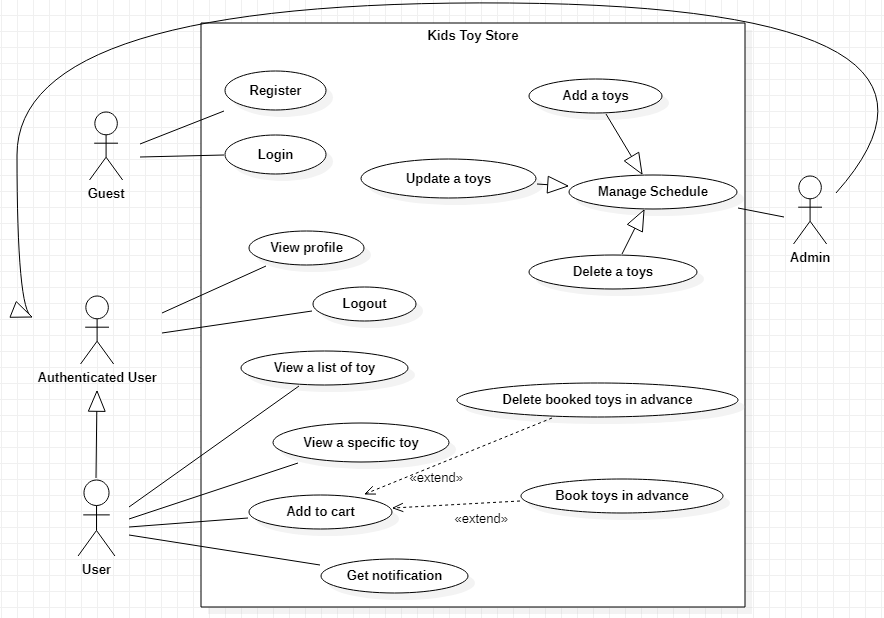 Kids Toy Store
Register
Add a toys
Login
Guest
Update a toys
Manage Schedule
Admin
View profile
Delete a toys
Logout
Authenticated User
View a list of toy
Delete booked toys in advance
View a specific toy
«extend»
Add to cart
Book toys in advance
«extend»
User
Get notification